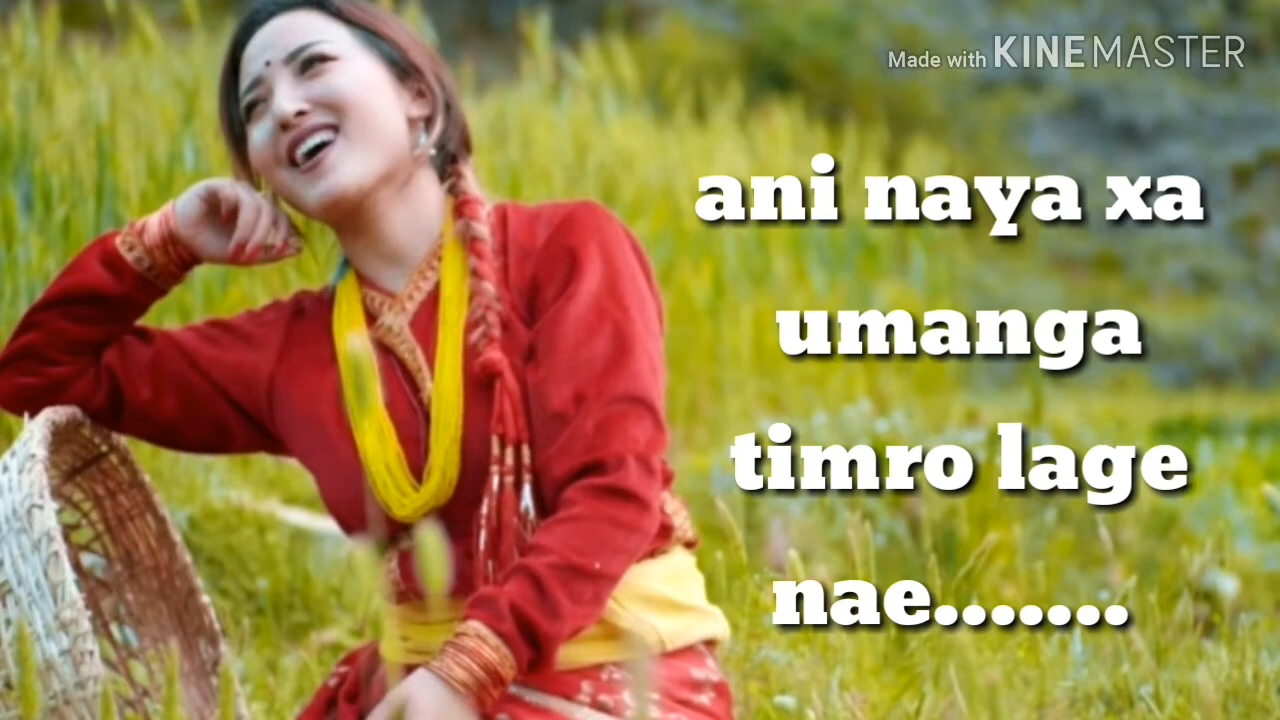 Made with KINEMASTER
ani naya xa
umanga
timro lage
nae.......